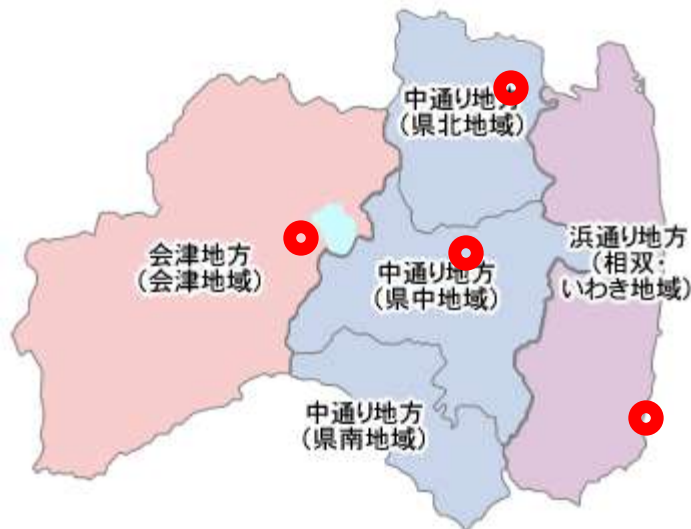 中通り地方
(県北地域)
会津地方
(会津地域)
中通り地方
(県中地域)
浜通り地方
(相双・
いわき地域)
中通り地方
(県南地域)